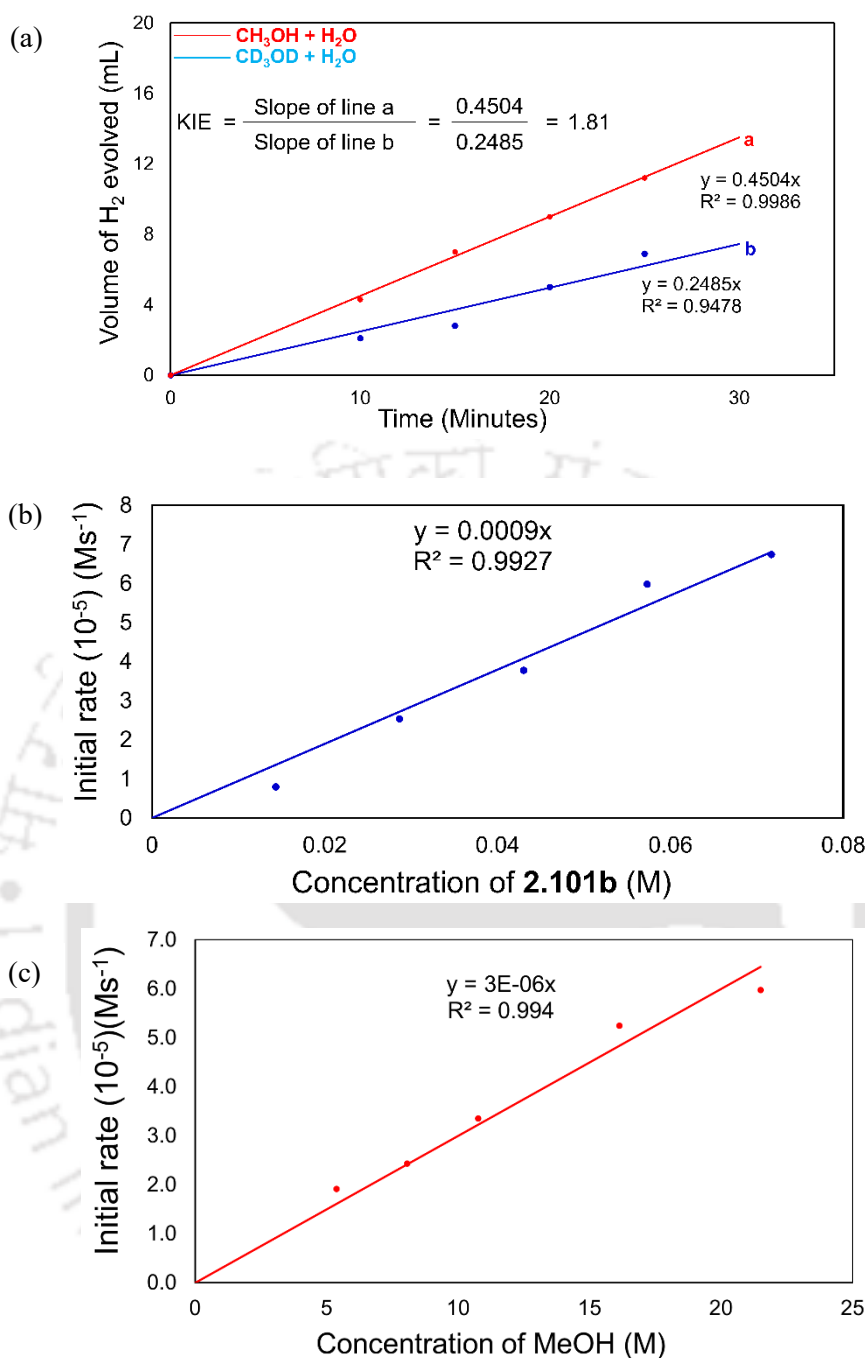 (a)
20
16
12
8
4
0
Volume of H₂ evolved (mL)
CH₃OH + H₂O
CD₃OD + H₂O
KIE = Slope of line a / Slope of line b = 0.4504 / 0.2485 = 1.81
a
y = 0.4504x
R² = 0.9986
b
y = 0.2485x
R² = 0.9478
0 10 20 30
Time (Minutes)
(b)
8
7
6
5
4
3
2
1
0
Initial rate (10⁻⁵) (Ms⁻¹)
y = 0.0009x
R² = 0.9927
0 0.02 0.04 0.06 0.08
Concentration of 2.101b (M)
(c)
7.0
6.0
5.0
4.0
3.0
2.0
1.0
0.0
Initial rate (10⁻⁵)(Ms⁻¹)
y = 3E-06x
R² = 0.994
0 5 10 15 20 25
Concentration of MeOH (M)